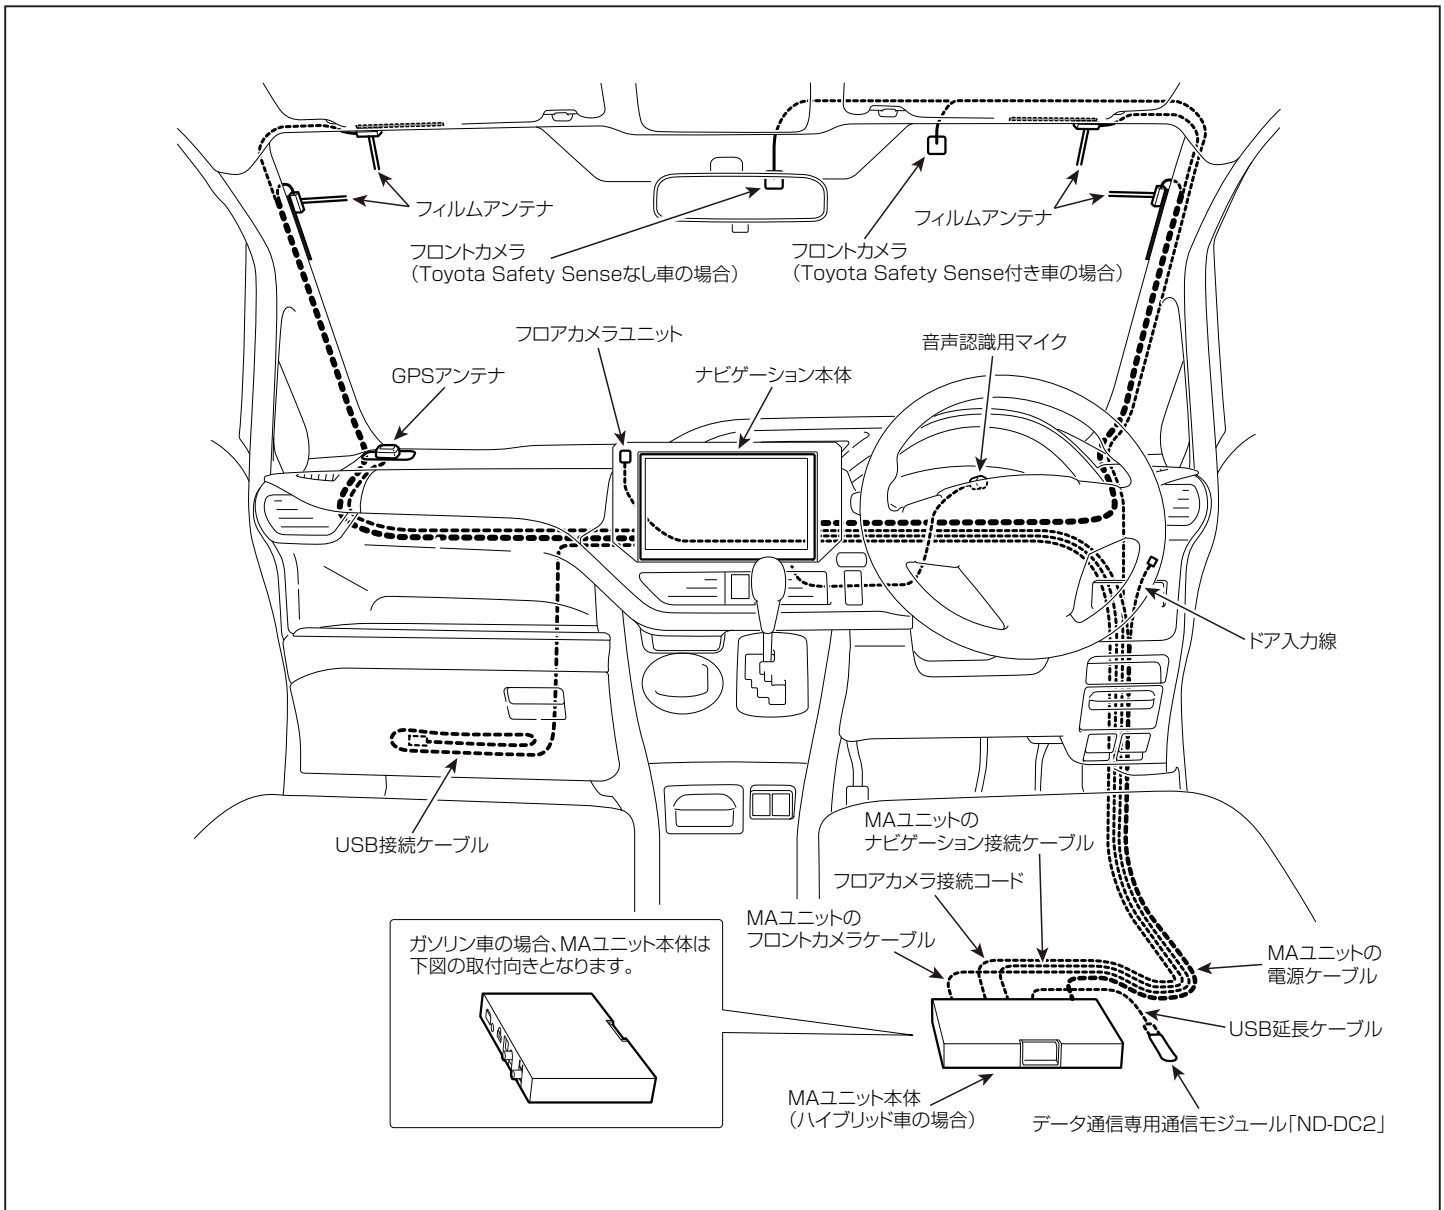 フィルムアンテナ
フィルムアンテナ
フロントカメラ
（Toyota Safety Senseなし車の場合）
フロントカメラ
（Toyota Safety Sense付き車の場合）
フロアカメラユニット
音声認識用マイク
GPSアンテナ
ナビゲーション本体
ドア入力線
USB接続ケーブル
MAユニットの
ナビゲーション接続ケーブル
フロアカメラ接続コード
MAユニットの
フロントカメラケーブル
ガソリン車の場合、MAユニット本体は
下図の取付向きとなります。
MAユニットの
電源ケーブル
USB延長ケーブル
MAユニット本体
（ハイブリッド車の場合）
データ通信専用通信モジュール「ND-DC2」